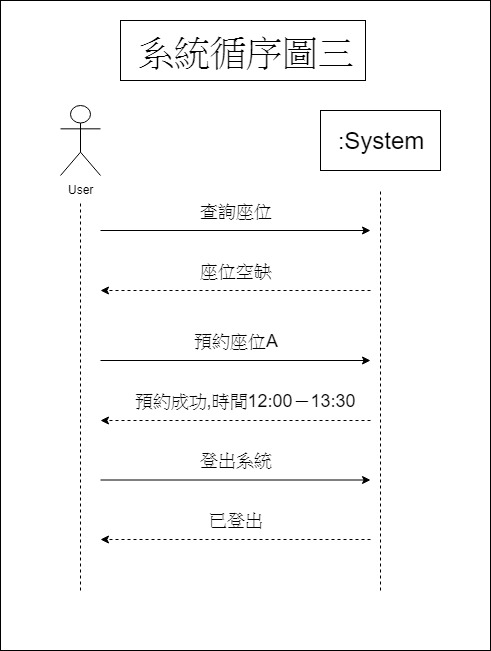 系統循序圖三
:System
User
查詢座位
座位空缺
預約座位A
預約成功,時間12:00－13:30
登出系統
已登出